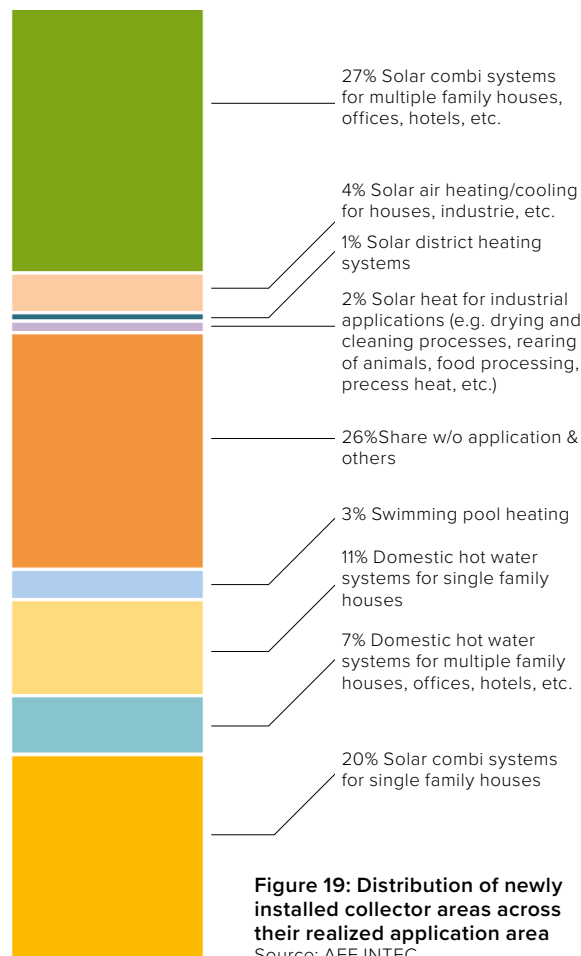 27% Solar combi systems
for multiple family houses,
offices, hotels, etc.
4% Solar air heating/cooling
for houses, industrie, etc.
1% Solar district heating
systems
2% Solar heat for industrial
applications (e.g. drying and
cleaning processes, rearing
of animals, food processing,
precess heat, etc.)
26%Share w/o application &
others
3% Swimming pool heating
11% Domestic hot water
systems for single family
houses
7% Domestic hot water
systems for multiple family
houses, offices, hotels, etc.
20% Solar combi systems
for single family houses
Figure 19: Distribution of newly
installed collector areas across
their realized application area
Source: AEE INTEC